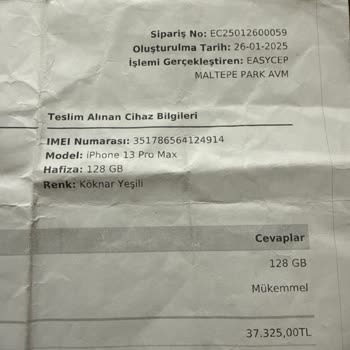 Sipariş No: EC25012600059
Oluşturulma Tarih: 26-01-2025
İşlemi Gerçekleştiren: EASYCEP
MALTEPE PARK AVM
Teslim Alınan Cihaz Bilgileri
IMEI Numarası: 351786564124914
Model: iPhone 13 Pro Max
Hafiza: 128 GB
Renk: Köknar Yeşili
Cevaplar
128 GB
Mükemmel
37.325,00TL